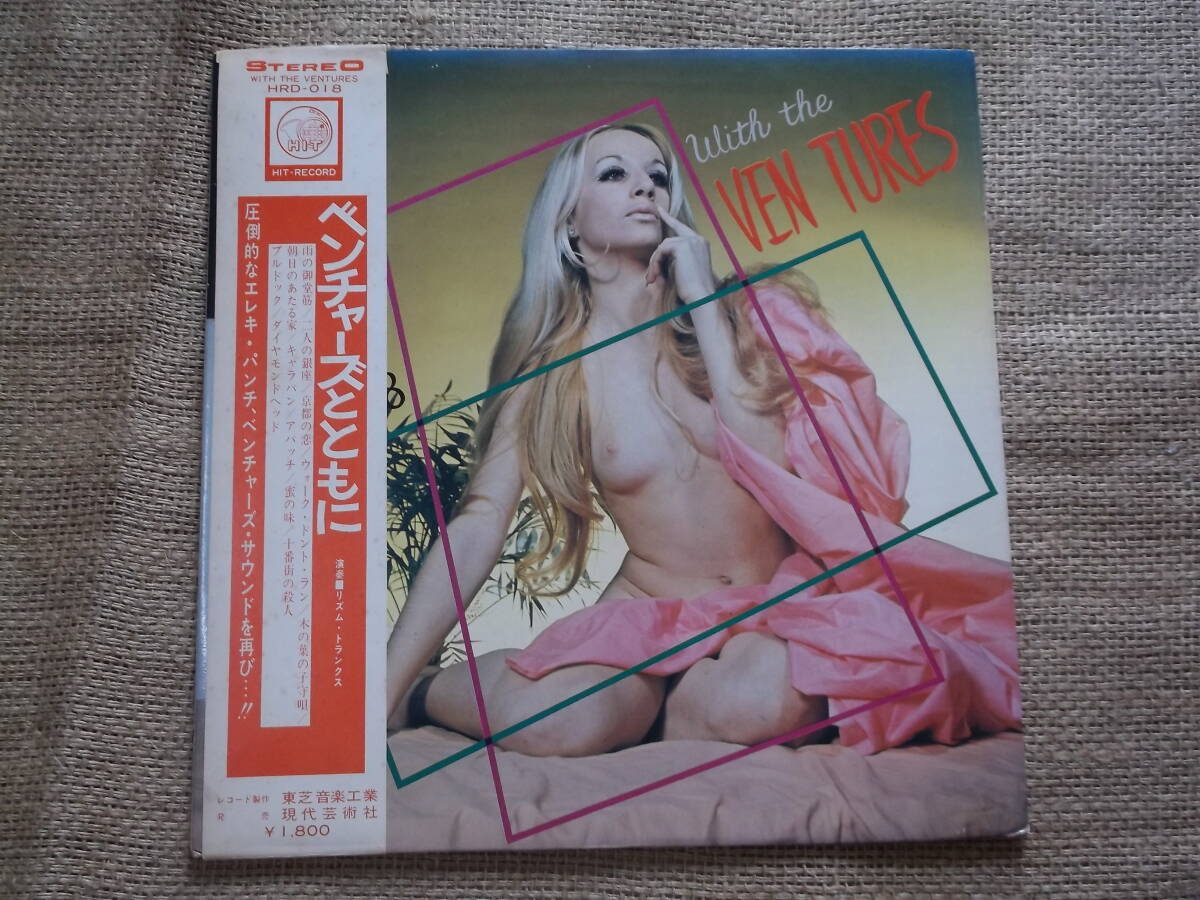 STEREO
WITH THE VENTURES
HRD-018
HIT
HIT・RECORD
ベンチャーズとともに
演奏■リズム・トランクス
雨の御堂筋/二人の銀座/京都の恋/ウォーク・ドント・ラン/木の葉の子守唄/
朝日のあたる家/キャラバン/アパッチ/蜜の味/十番街の殺人
ブルドック/ダイヤモンドヘッド
圧倒的なエレキ・パンチ、ベンチャーズ・サウンドを再び…!!
レコード製作 東芝音楽工業
発売 現代芸術社
¥1,800
With the
VEN TURES